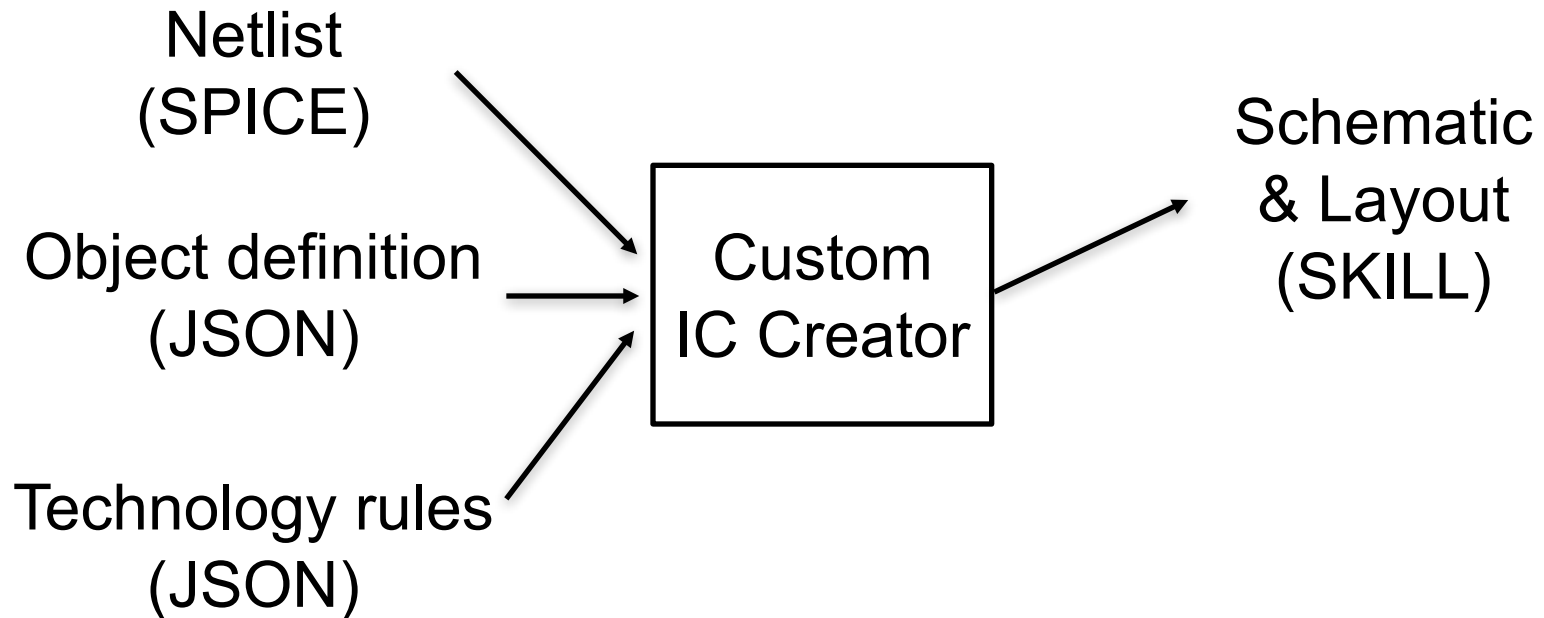 Netlist
(SPICE)
Object definition
(JSON)
Technology rules
(JSON)
Custom
IC Creator
Schematic
& Layout
(SKILL)